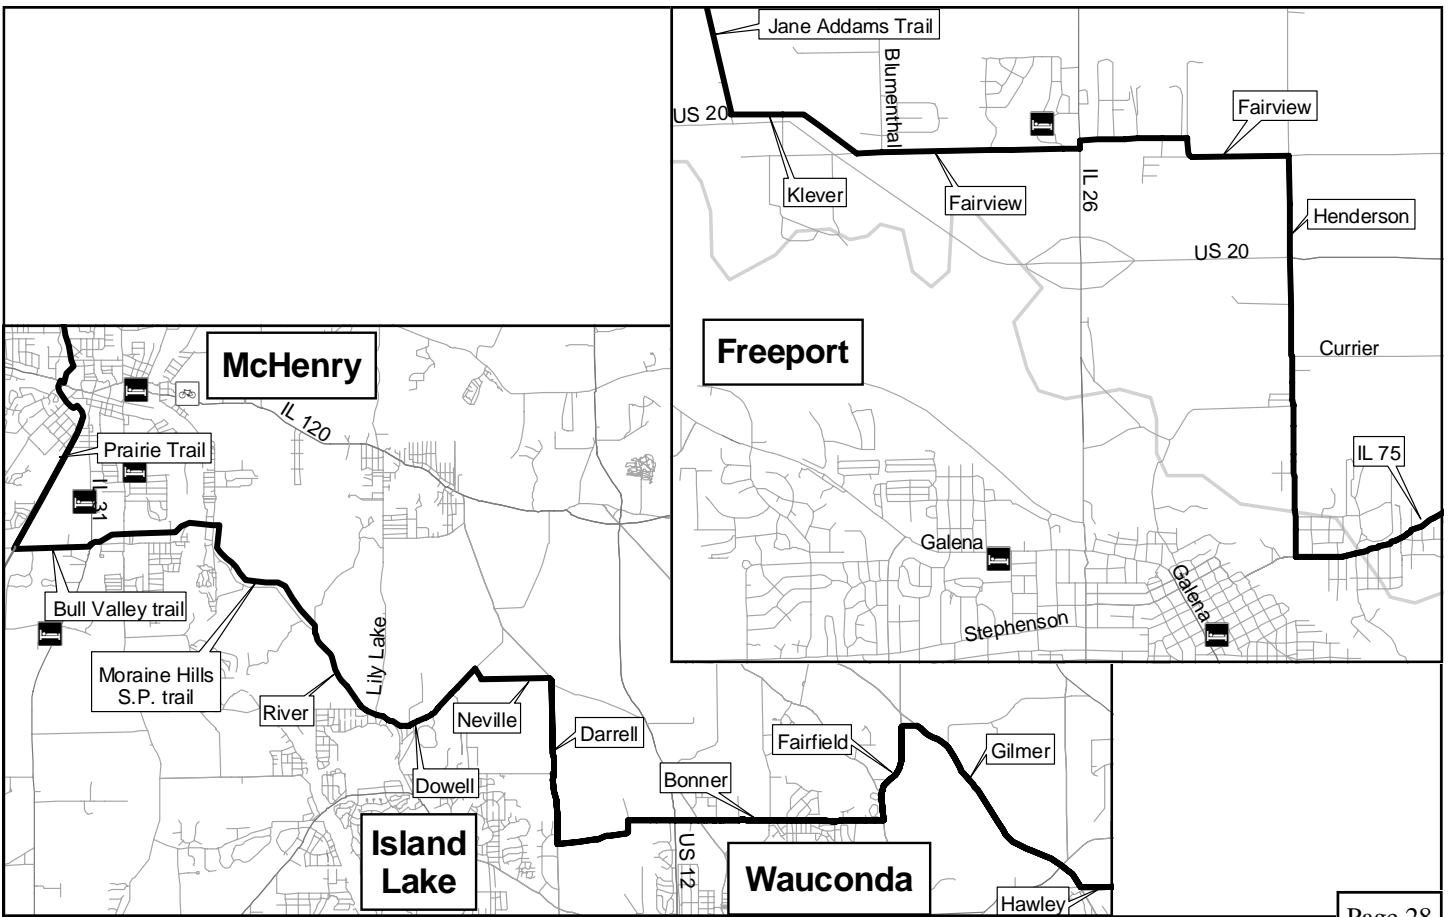 Jane Addams Trail
Blumenthal
US 20
Klever
Fairview
IL 26
Fairview
Henderson
US 20
Freeport
Currier
IL 75
Galena
Galena
Stephenson
McHenry
IL 120
Prairie Trail
IL 31
Bull Valley trail
Moraine Hills
S.P. trail
River
Lily Lake
Neville
Dowell
Darrell
Island
Lake
Bonner
US 12
Fairfield
Gilmer
Wauconda
Hawley
Page 28